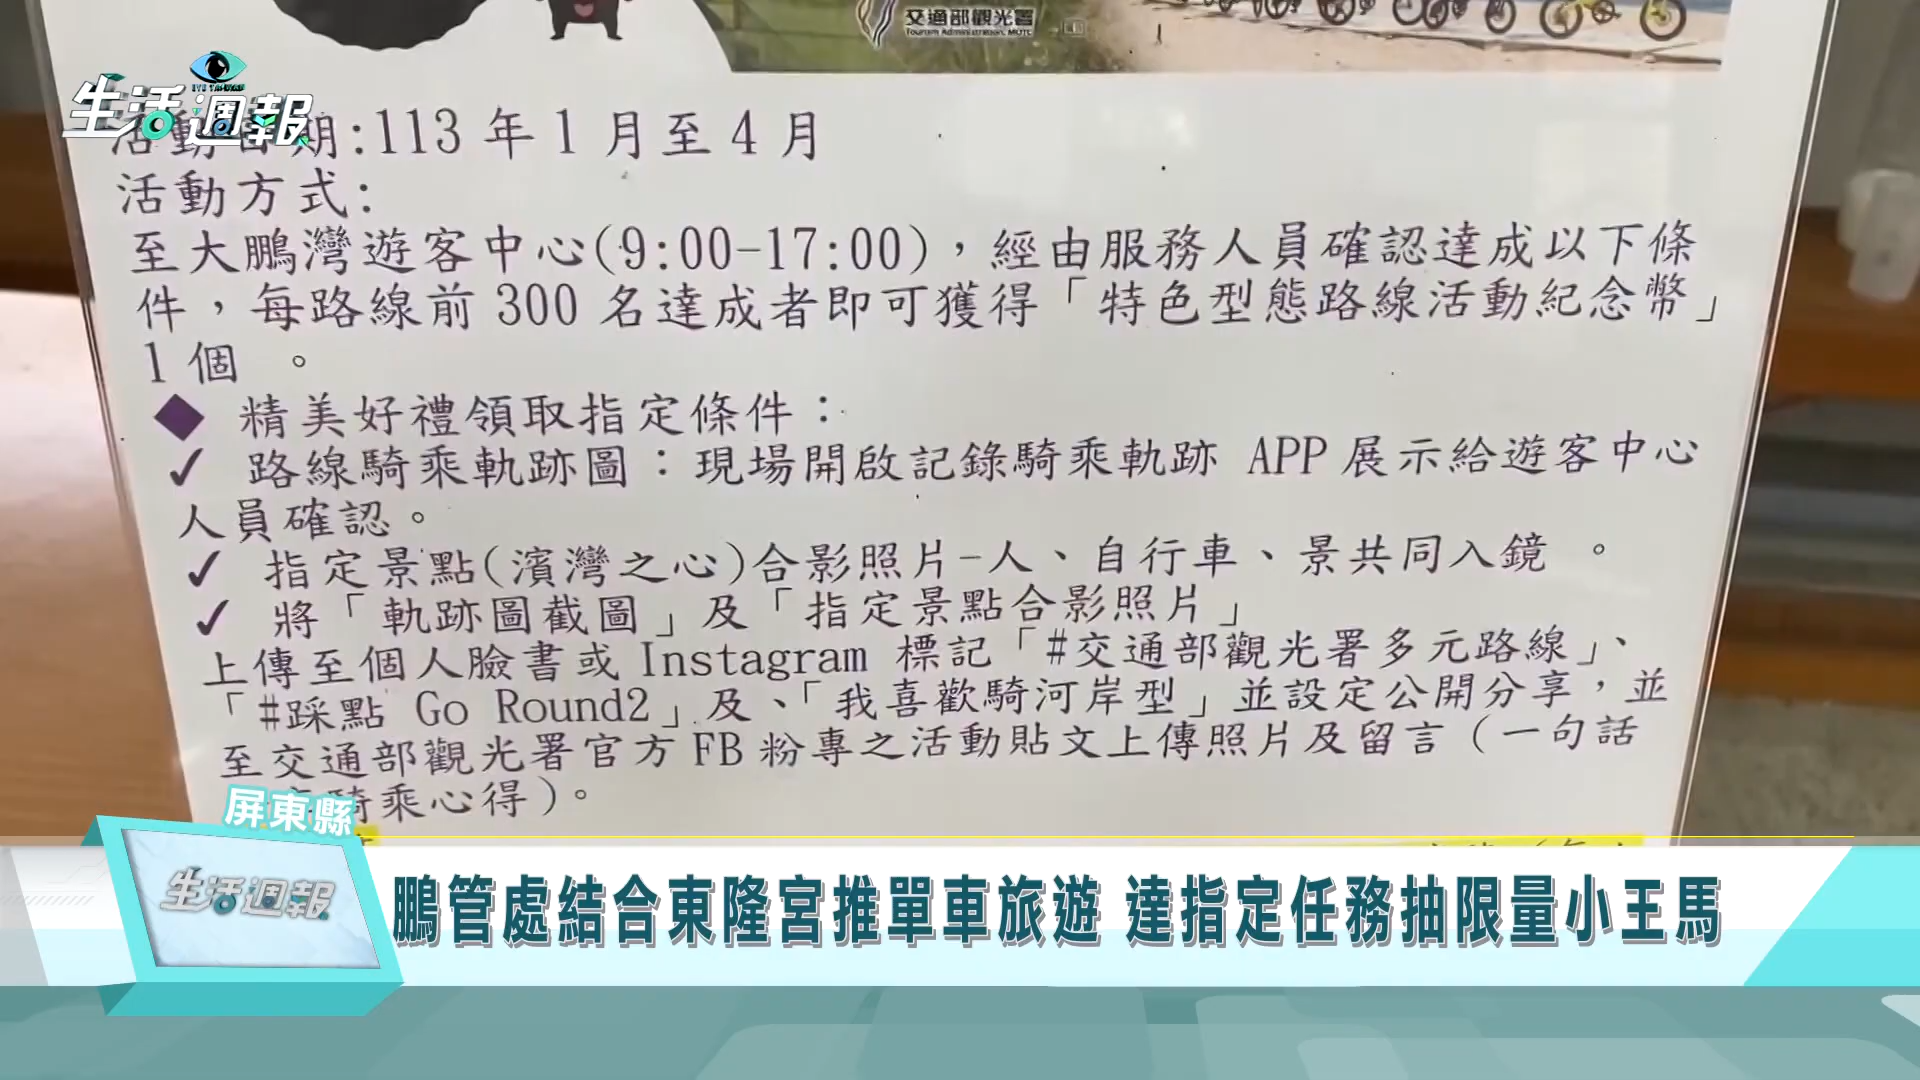 交通部觀光署
Tourism Administration, MOTC
EYE TAIWAN
生活週報
活動日期:113 年 1 月至 4 月
活動方式:
至大鵬灣遊客中心(9:00-17:00)，經由服務人員確認達成以下條
件，每路線前 300 名達成者即可獲得「特色型態路線活動紀念幣」
1 個 。
◆ 精美好禮領取指定條件：
✓ 路線騎乘軌跡圖：現場開啟記錄騎乘軌跡 APP 展示給遊客中心
人員確認。
✓ 指定景點(濱灣之心)合影照片-人、自行車、景共同入鏡 。
✓ 將「軌跡圖截圖」及「指定景點合影照片」
上傳至個人臉書或 Instagram 標記「#交通部觀光署多元路線」、
「#踩點 Go Round2」及、「我喜歡騎河岸型」並設定公開分享，並
至交通部觀光署官方 FB 粉專之活動貼文上傳照片及留言（一句話
騎乘心得）。
屏東縣
生活週報
鵬管處結合東隆宮推單車旅遊 達指定任務抽限量小王馬